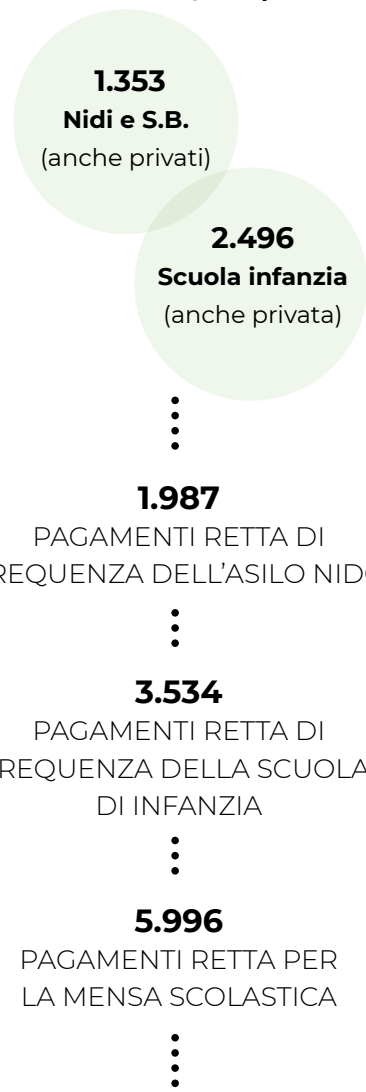 1.353
Nidi e S.B.
(anche privati)
2.496
Scuola infanzia
(anche privata)
1.987
PAGAMENTI RETTA DI
REQUENZA DELL'ASILO NID
3.534
PAGAMENTI RETTA DI
REQUENZA DELLA SCUOLA
DI INFANZIA
5.996
PAGAMENTI RETTA PER
LA MENSA SCOLASTICA